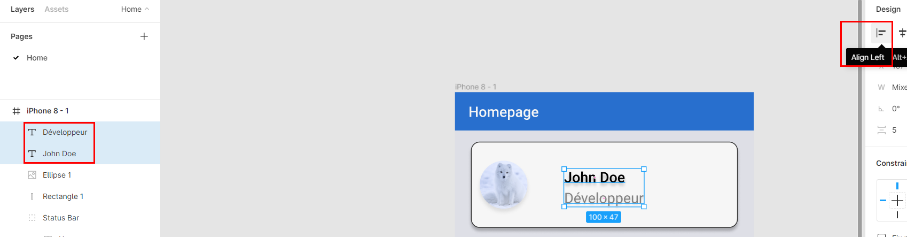 Layers Assets Home
Design
Pages
Home
Align Left
Alt+
W Mixe
0°
5
iPhone 8 - 1
iPhone 8 - 1
Homepage
Développeur
John Doe
Ellipse 1
Rectangle 1
Status Bar
John Doe
Développeur
100 × 47
Constrai